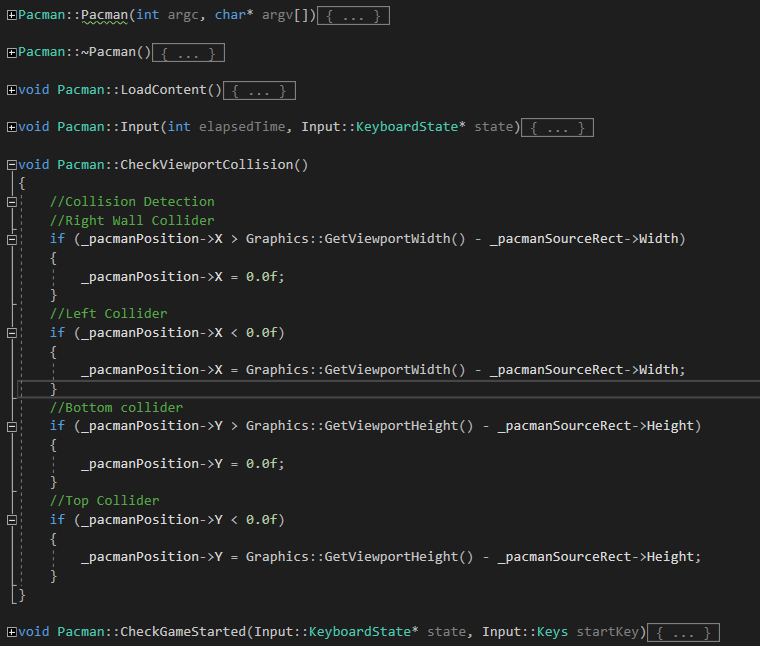 Pacman::Pacman(int argc, char* argv[]){ ... }
Pacman::~Pacman(){ ... }
void Pacman::LoadContent(){ ... }
void Pacman::Input(int elapsedTime, Input::KeyboardState* state){ ... }
void Pacman::CheckViewportCollision()
{
    //Collision Detection
    //Right Wall Collider
    if (_pacmanPosition->X > Graphics::GetViewportWidth() - _pacmanSourceRect->Width)
    {
        _pacmanPosition->X = 0.0f;
    }
    //Left Collider
    if (_pacmanPosition->X < 0.0f)
    {
        _pacmanPosition->X = Graphics::GetViewportWidth() - _pacmanSourceRect->Width;
    }
    //Bottom collider
    if (_pacmanPosition->Y > Graphics::GetViewportHeight() - _pacmanSourceRect->Height)
    {
        _pacmanPosition->Y = 0.0f;
    }
    //Top Collider
    if (_pacmanPosition->Y < 0.0f)
    {
        _pacmanPosition->Y = Graphics::GetViewportHeight() - _pacmanSourceRect->Height;
    }
}
void Pacman::CheckGameStarted(Input::KeyboardState* state, Input::Keys startKey){ ... }